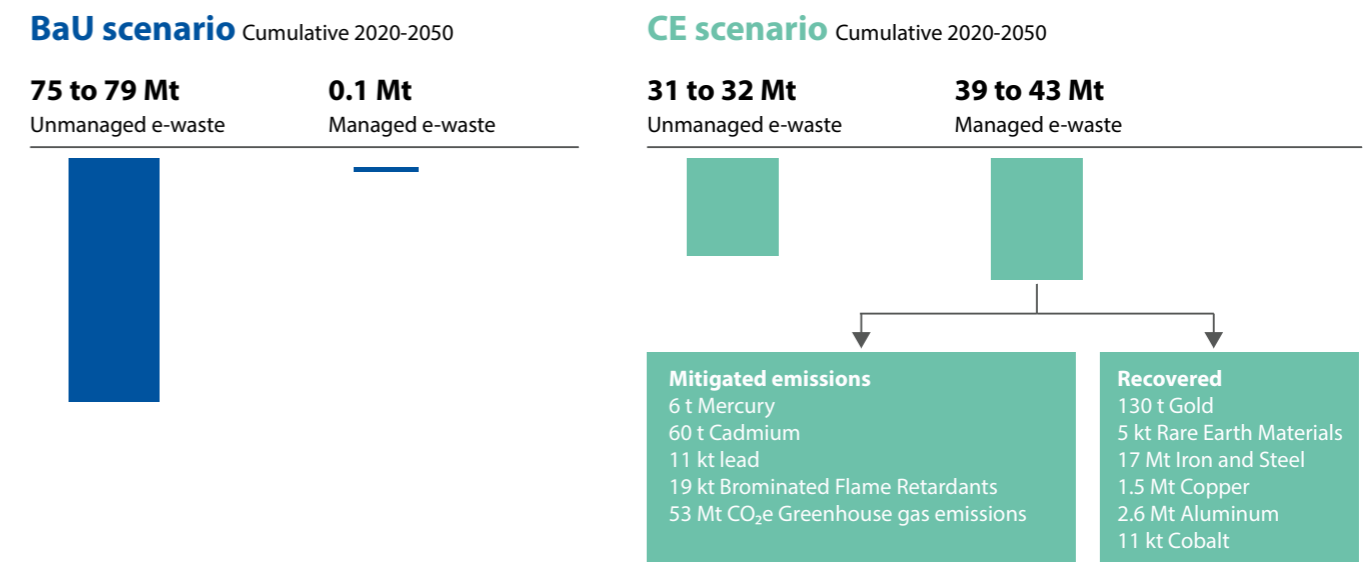 BaU scenario Cumulative 2020-2050
75 to 79 Mt
Unmanaged e-waste
0.1 Mt
Managed e-waste
CE scenario Cumulative 2020-2050
31 to 32 Mt
Unmanaged e-waste
39 to 43 Mt
Managed e-waste
Mitigated emissions
6 t Mercury
60 t Cadmium
11 kt lead
19 kt Brominated Flame Retardants
53 Mt CO₂e Greenhouse gas emissions
Recovered
130 t Gold
5 kt Rare Earth Materials
17 Mt Iron and Steel
1.5 Mt Copper
2.6 Mt Aluminum
11 kt Cobalt